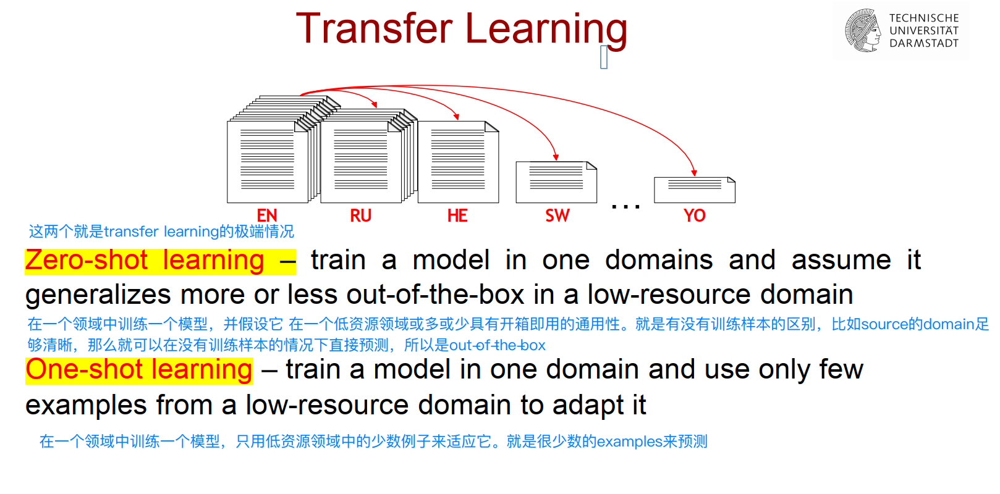 Transfer Learning
TECHNISCHE
UNIVERSITÄT
DARMSTADT
EN RU HE SW ... YO
这两个就是transfer learning的极端情况
Zero-shot learning – train a model in one domains and assume it
generalizes more or less out-of-the-box in a low-resource domain
在一个领域中训练一个模型，并假设它 在一个低资源领域或多或少具有开箱即用的通用性。就是有没有训练样本的区别，比如source的domain足
够清晰，那么就可以在没有训练样本的情况下直接预测，所以是out-of-the-box
One-shot learning – train a model in one domain and use only few
examples from a low-resource domain to adapt it
在一个领域中训练一个模型，只用低资源领域中的少数例子来适应它。就是很少数的examples来预测